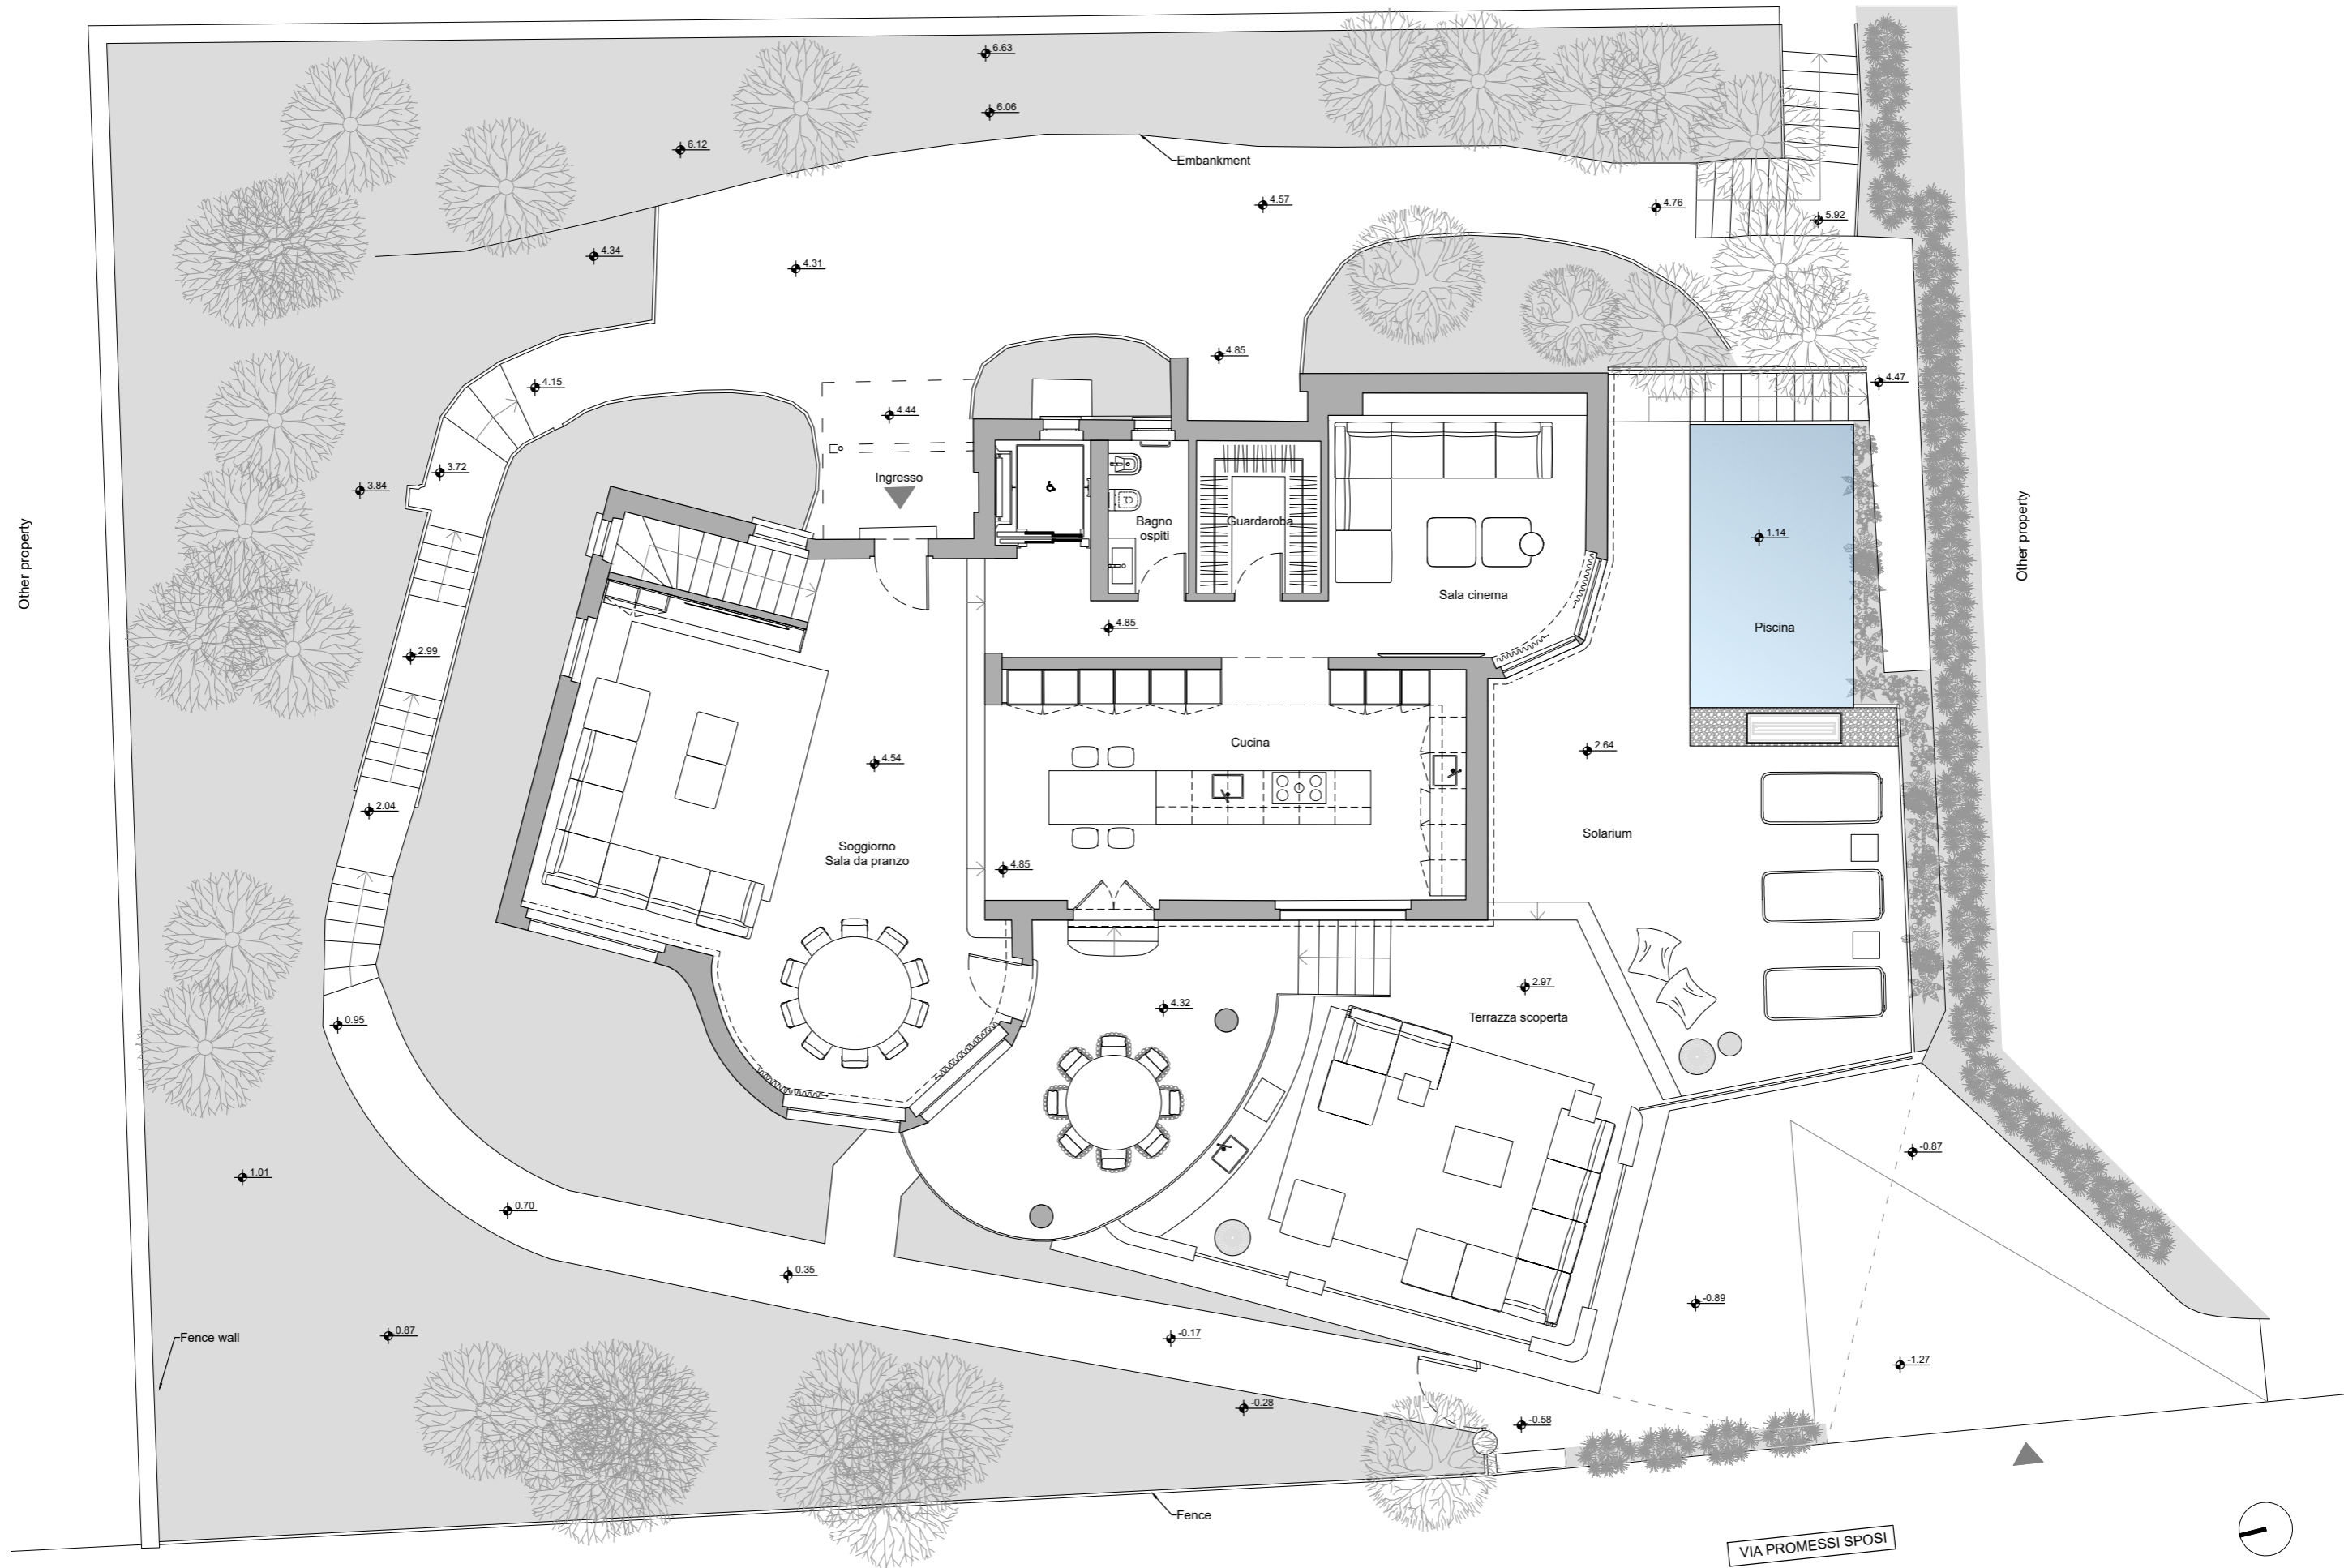 6.63
6.06
6.12
Embankment
4.57
4.76
5.92
4.34
4.31
4.85
4.15
4.47
4.44
3.72
Ingresso
3.84
Bagno
ospiti
Guardaroba
1.14
Other property
Other property
Sala cinema
4.85
Piscina
2.99
Cucina
2.64
4.54
2.04
Solarium
Soggiorno
Sala da pranzo
4.85
2.97
4.32
Terrazza scoperta
0.95
-0.87
1.01
0.70
0.35
-0.89
0.87
Fence wall
-0.17
-1.27
-0.28
-0.58
Fence
VIA PROMESSI SPOSI